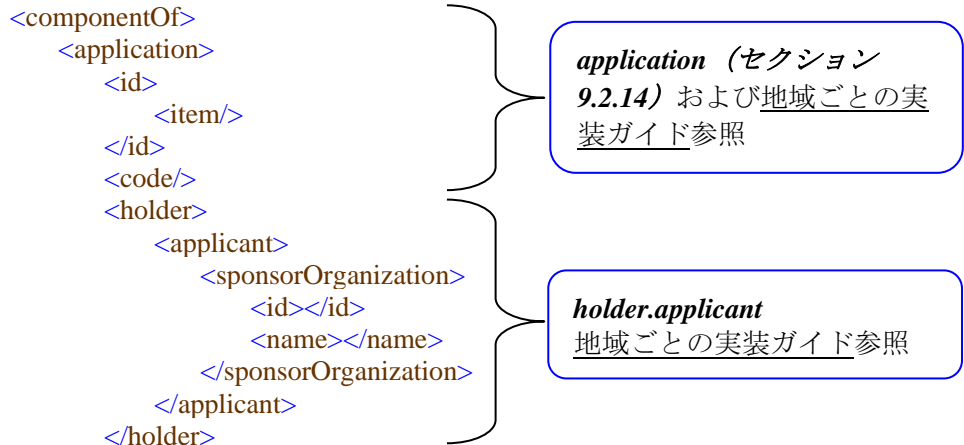 <componentOf>
<application>
<id>
<item/>
</id>
<code/>
<holder>
<applicant>
<sponsorOrganization>
<id></id>
<name></name>
</sponsorOrganization>
</applicant>
</holder>
application（セクション
9.2.14）および地域ごとの実
装ガイド参照
holder.applicant
地域ごとの実装ガイド参照